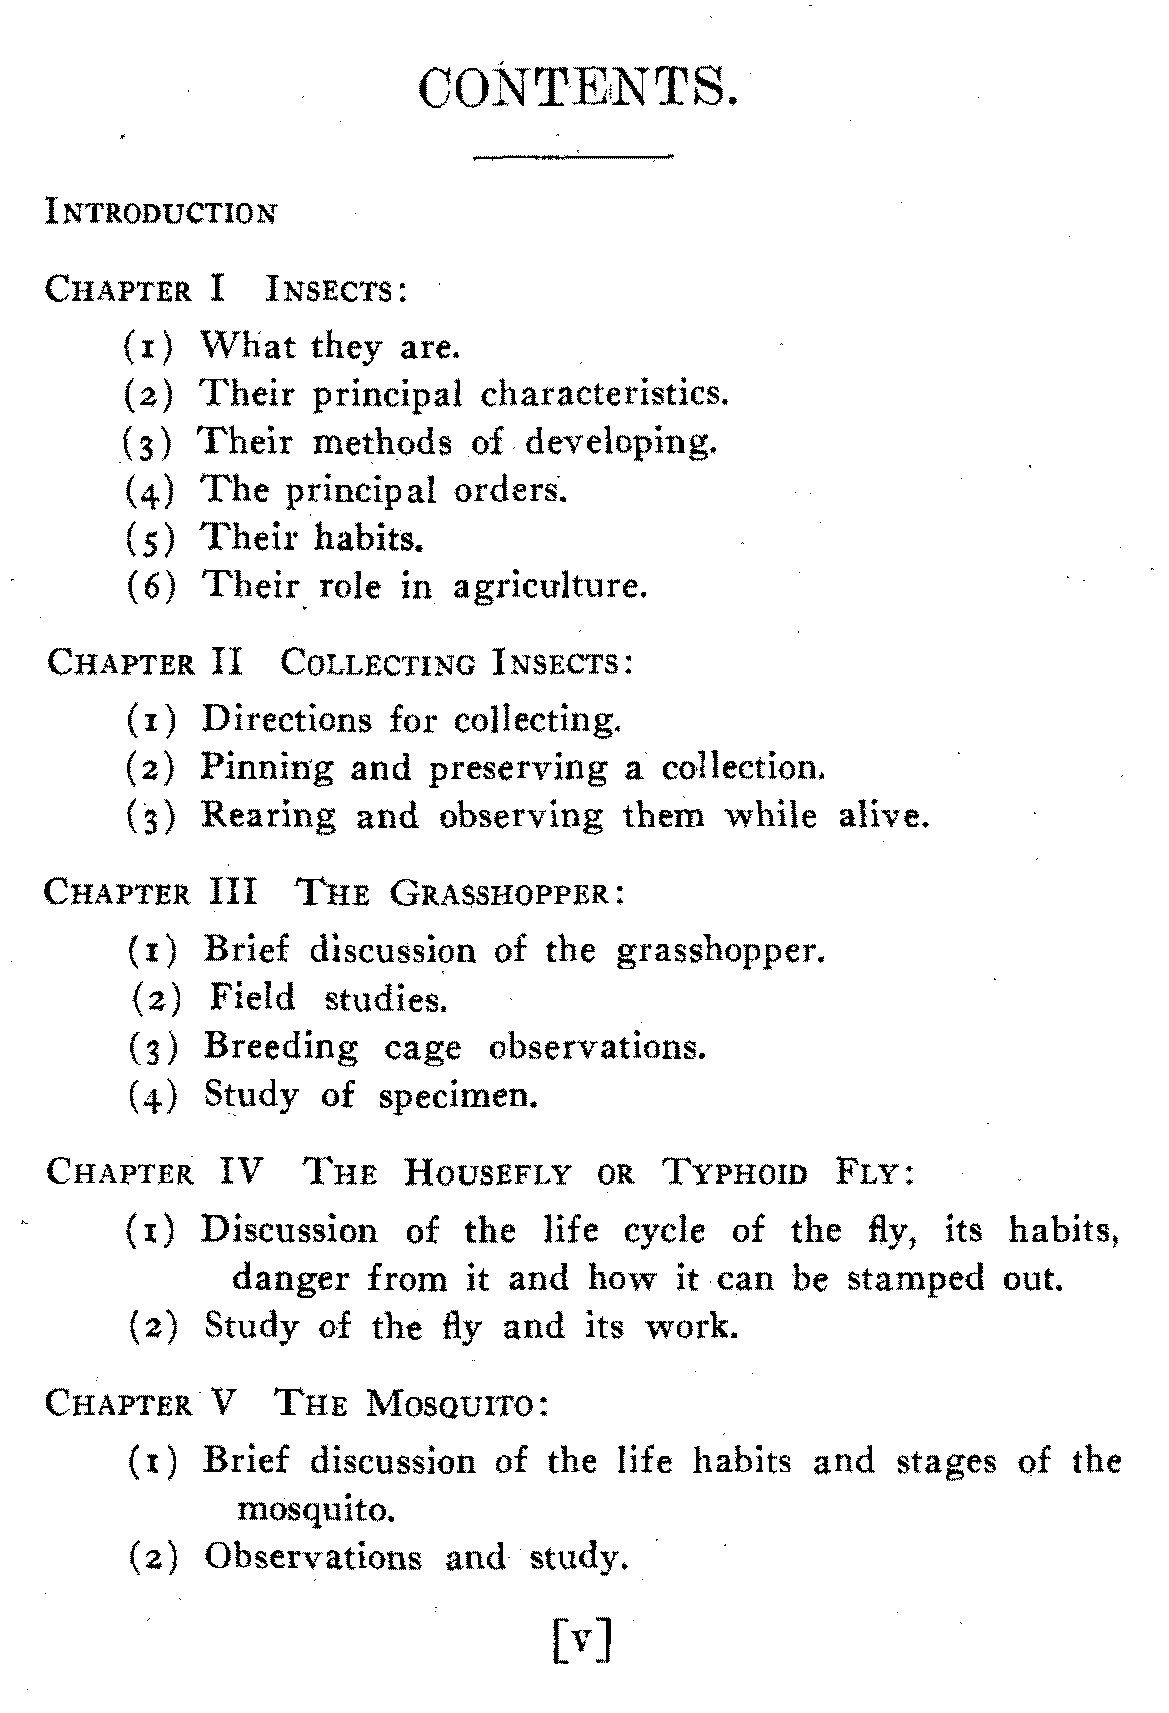 CONTENTS.
INTRODUCTION
CHAPTER I INSECTS:
(1) What they are.
(2) Their principal characteristics.
(3) Their methods of developing.
(4) The principal orders.
(5) Their habits.
(6) Their role in agriculture.
CHAPTER II COLLECTING INSECTS:
(1) Directions for collecting.
(2) Pinning and preserving a collection.
(3) Rearing and observing them while alive.
CHAPTER III THE GRASSHOPPER:
(1) Brief discussion of the grasshopper.
(2) Field studies.
(3) Breeding cage observations.
(4) Study of specimen.
CHAPTER IV THE HOUSEFLY OR TYPHOID FLY:
(1) Discussion of the life cycle of the fly, its habits,
danger from it and how it can be stamped out.
(2) Study of the fly and its work.
CHAPTER V THE MOSQUITO:
(1) Brief discussion of the life habits and stages of the
mosquito.
(2) Observations and study.
[v]